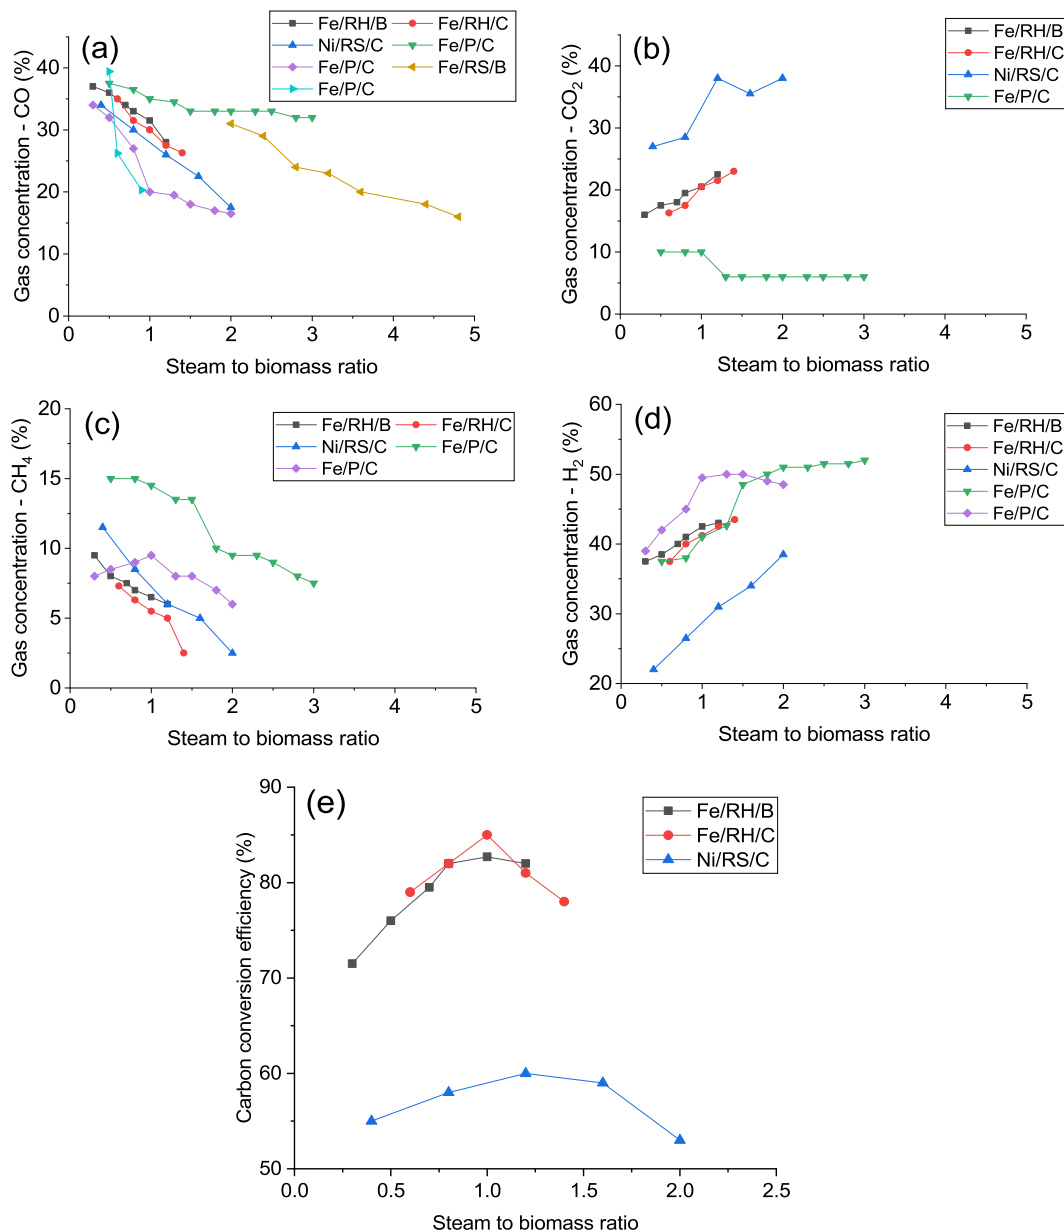 (a)
Fe/RH/B
Fe/RH/C
Ni/RS/C
Fe/P/C
Fe/P/C
Fe/RS/B
Fe/P/C
Gas concentration - CO (%)
40
30
20
10
0
0 1 2 3 4 5
Steam to biomass ratio
(b)
Fe/RH/B
Fe/RH/C
Ni/RS/C
Fe/P/C
Gas concentration - CO₂ (%)
40
30
20
10
0
0 1 2 3 4 5
Steam to biomass ratio
(c)
Fe/RH/B
Fe/RH/C
Ni/RS/C
Fe/P/C
Fe/P/C
Gas concentration - CH₄ (%)
20
15
10
5
0
0 1 2 3 4 5
Steam to biomass ratio
(d)
Fe/RH/B
Fe/RH/C
Ni/RS/C
Fe/P/C
Fe/P/C
Gas concentration - H₂ (%)
60
50
40
30
20
0 1 2 3 4 5
Steam to biomass ratio
(e)
Fe/RH/B
Fe/RH/C
Ni/RS/C
Carbon conversion efficiency (%)
90
80
70
60
50
0.0 0.5 1.0 1.5 2.0 2.5
Steam to biomass ratio